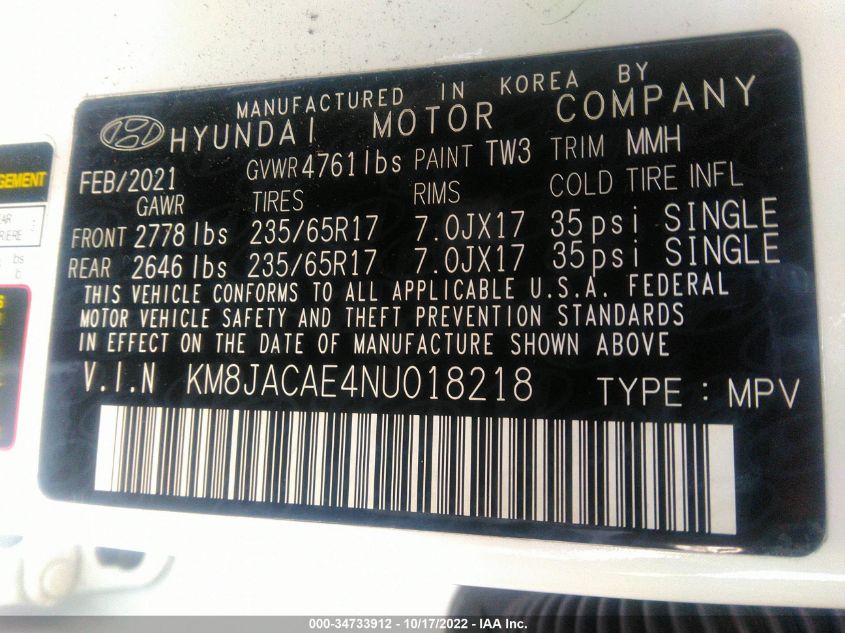 MANUFACTURED IN KOREA BY
HYUNDAI MOTOR COMPANY
FEB/2021 GVWR 4761 lbs PAINT TW3 TRIM MMH
GAWR TIRES RIMS COLD TIRE INFL
FRONT 2778 lbs 235/65R17 7.0JX17 35psi SINGLE
REAR 2646 lbs 235/65R17 7.0JX17 35psi SINGLE
THIS VEHICLE CONFORMS TO ALL APPLICABLE U.S.A. FEDERAL
MOTOR VEHICLE SAFETY AND THEFT PREVENTION STANDARDS
IN EFFECT ON THE DATE OF MANUFACTURE SHOWN ABOVE
V.I.N KM8JACAE4NU018218 TYPE : MPV
000-34733912 - 10/17/2022 - IAA Inc.